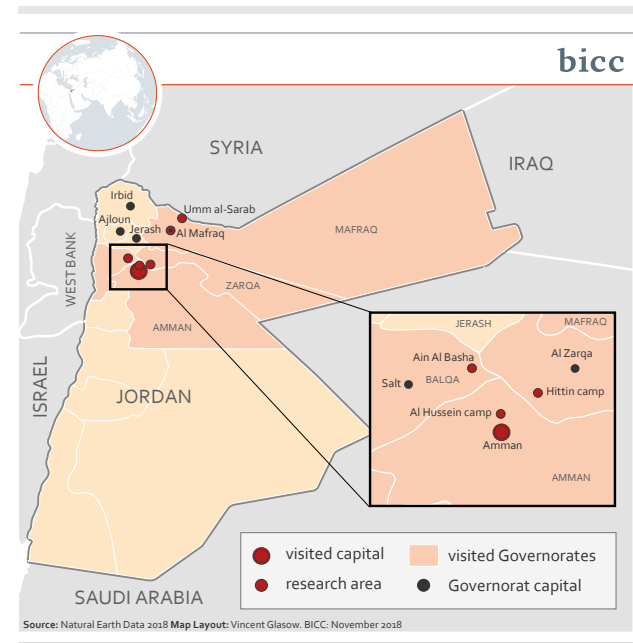 bicc
SYRIA
IRAQ
Irbid
Umm al-Sarab
Ajloun
Jerash
Al Mafraq
MAFRAQ
WEST BANK
ZARQA
AMMAN
JERASH
MAFRAQ
Ain Al Basha
Al Zarqa
Salt
BALQA
Hittin camp
Al Hussein camp
Amman
AMMAN
ISRAEL
JORDAN
visited capital
visited Governorates
research area
Governorat capital
SAUDI ARABIA
Source: Natural Earth Data 2018 Map Layout: Vincent Glasow. BICC: November 2018